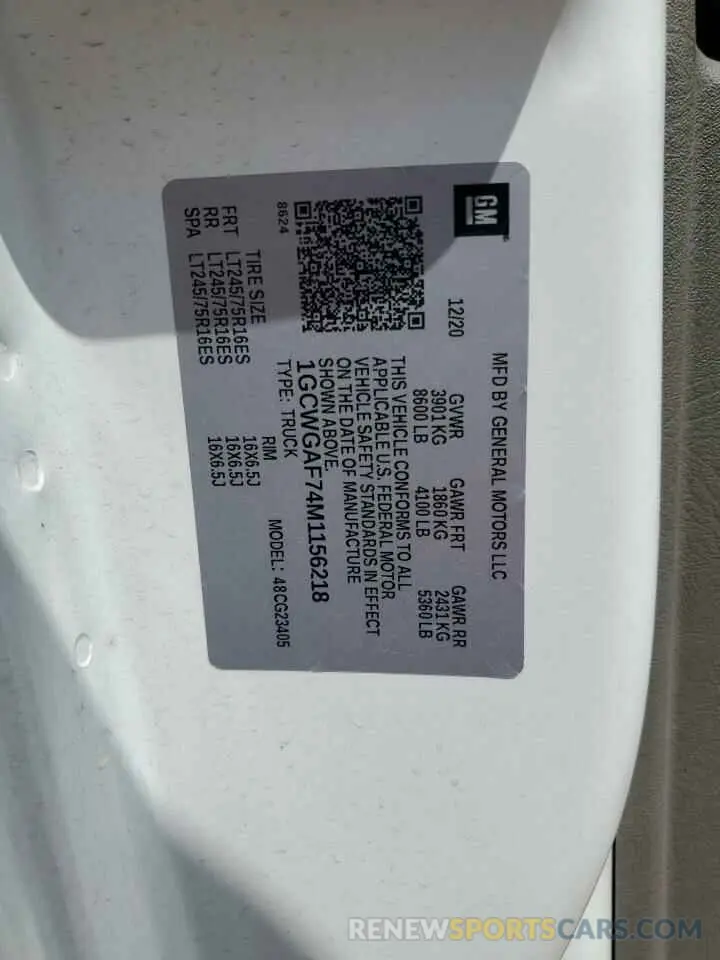 GM
MFD BY GENERAL MOTORS LLC
12/20
GVWR GAWR FRT GAWR RR
3901 KG 1860 KG 2431 KG
8600 LB 4100 LB 5360 LB
THIS VEHICLE CONFORMS TO ALL
APPLICABLE U.S. FEDERAL MOTOR
VEHICLE SAFETY STANDARDS IN EFFECT
ON THE DATE OF MANUFACTURE
SHOWN ABOVE.
1GCWGAF74M1156218
8624
TYPE: TRUCK MODEL: 48CG23405
TIRE SIZE RIM
FRT LT245/75R16ES 16X6.5J
RR LT245/75R16ES 16X6.5J
SPA LT245/75R16ES 16X6.5J
RENEWSPORTSCARS.COM